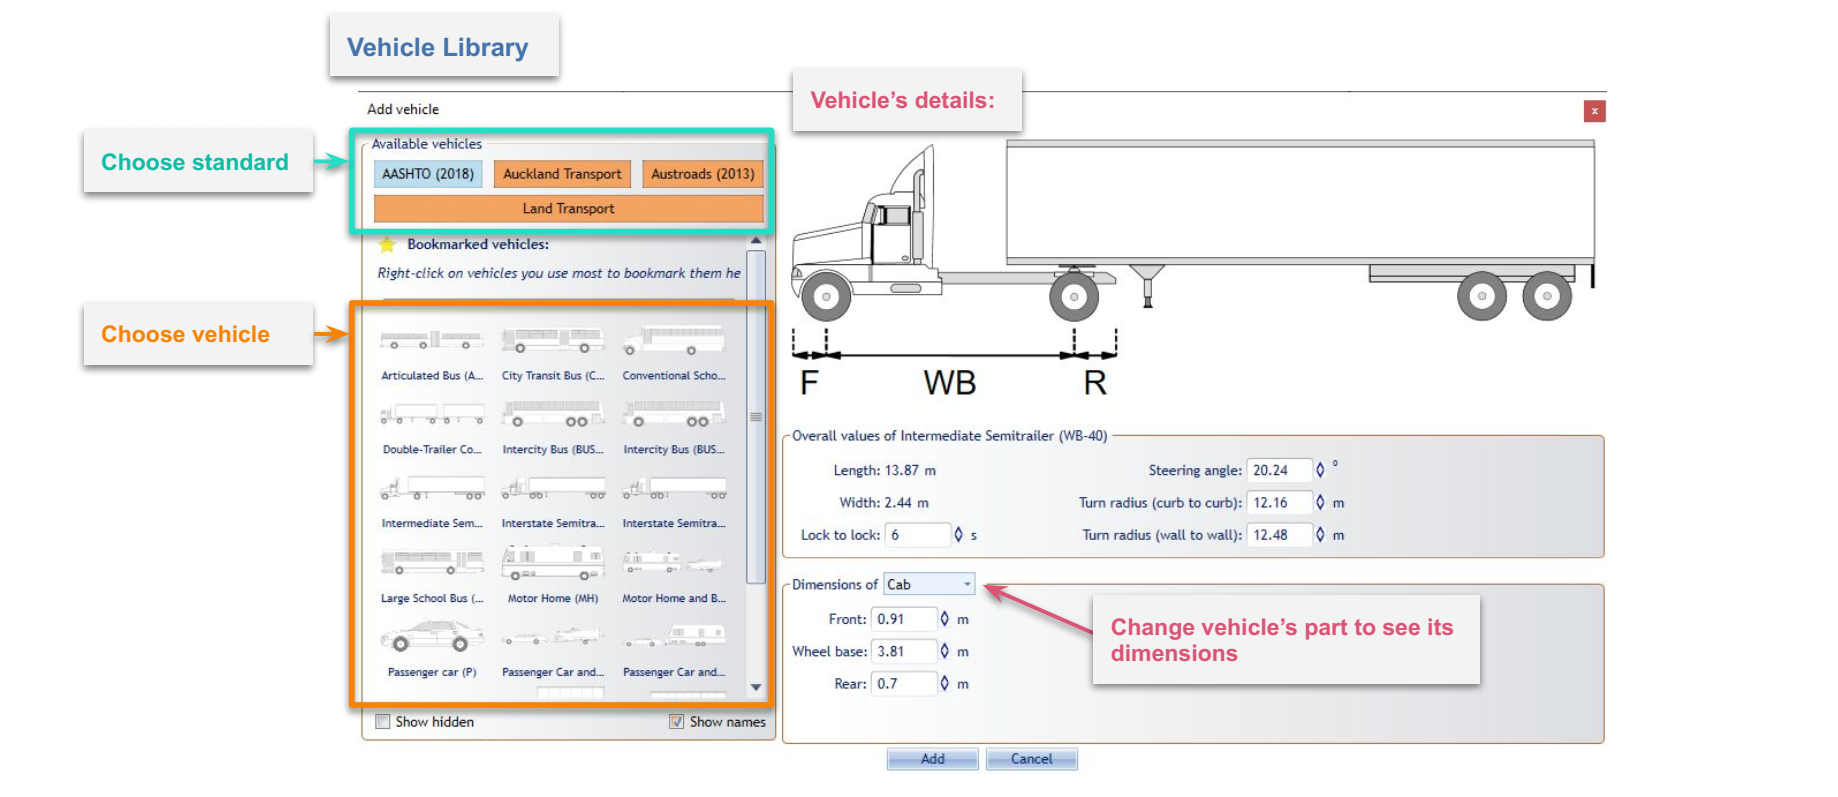 Vehicle Library
Vehicle's details:
Add vehicle
x
Choose standard
Available vehicles
AASHTO (2018) Auckland Transport Austroads (2013)
Land Transport
Bookmarked vehicles:
Right-click on vehicles you use most to bookmark them he
Choose vehicle
Articulated Bus (A... City Transit Bus (C... Conventional Scho...
Double-Trailer Co... Intercity Bus (BUS... Intercity Bus (BUS...
Intermediate Sem... Interstate Semitra... Interstate Semitra...
Large School Bus (... Motor Home (MH) Motor Home and B...
Passenger car (P) Passenger Car and... Passenger Car and...
Show hidden Show names
F WB R
Overall values of Intermediate Semitrailer (WB-40)
Length: 13.87 m Steering angle: 20.24 °
Width: 2.44 m Turn radius (curb to curb): 12.16 m
Lock to lock: 6 s Turn radius (wall to wall): 12.48 m
Dimensions of Cab
Front: 0.91 m
Wheel base: 3.81 m
Rear: 0.7 m
Change vehicle's part to see its
dimensions
Add Cancel